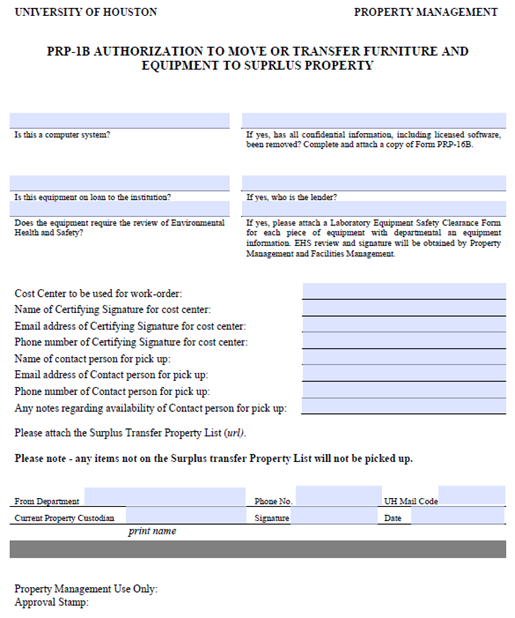 UNIVERSITY OF HOUSTON PROPERTY MANAGEMENT
PRP-1B AUTHORIZATION TO MOVE OR TRANSFER FURNITURE AND
EQUIPMENT TO SUPRLUS PROPERTY
Is this a computer system?
If yes, has all confidential information, including licensed software,
been removed? Complete and attach a copy of Form PRP-16B.
Is this equipment on loan to the institution?
If yes, who is the lender?
Does the equipment require the review of Environmental
Health and Safety?
If yes, please attach a Laboratory Equipment Safety Clearance Form
for each piece of equipment with departmental an equipment
information. EHS review and signature will be obtained by Property
Management and Facilities Management.
Cost Center to be used for work-order:
Name of Certifying Signature for cost center:
Email address of Certifying Signature for cost center:
Phone number of Certifying Signature for cost center:
Name of contact person for pick up:
Email address of Contact person for pick up:
Phone number of Contact person for pick up:
Any notes regarding availability of Contact person for pick up:
Please attach the Surplus Transfer Property List (url).
Please note - any items not on the Surplus transfer Property List will not be picked up.
From Department Phone No. UH Mail Code
Current Property Custodian Signature Date
print name
Property Management Use Only:
Approval Stamp: